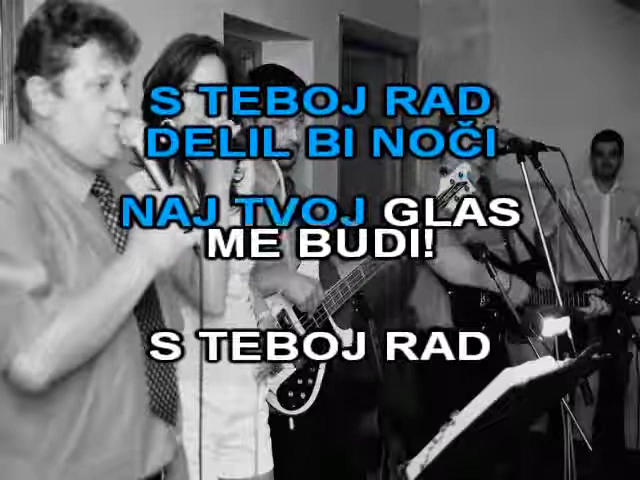 S TEBOJ RAD
DELIL BI NOČI
NAJ TVOJ GLAS
ME BUDI!
S TEBOJ RAD